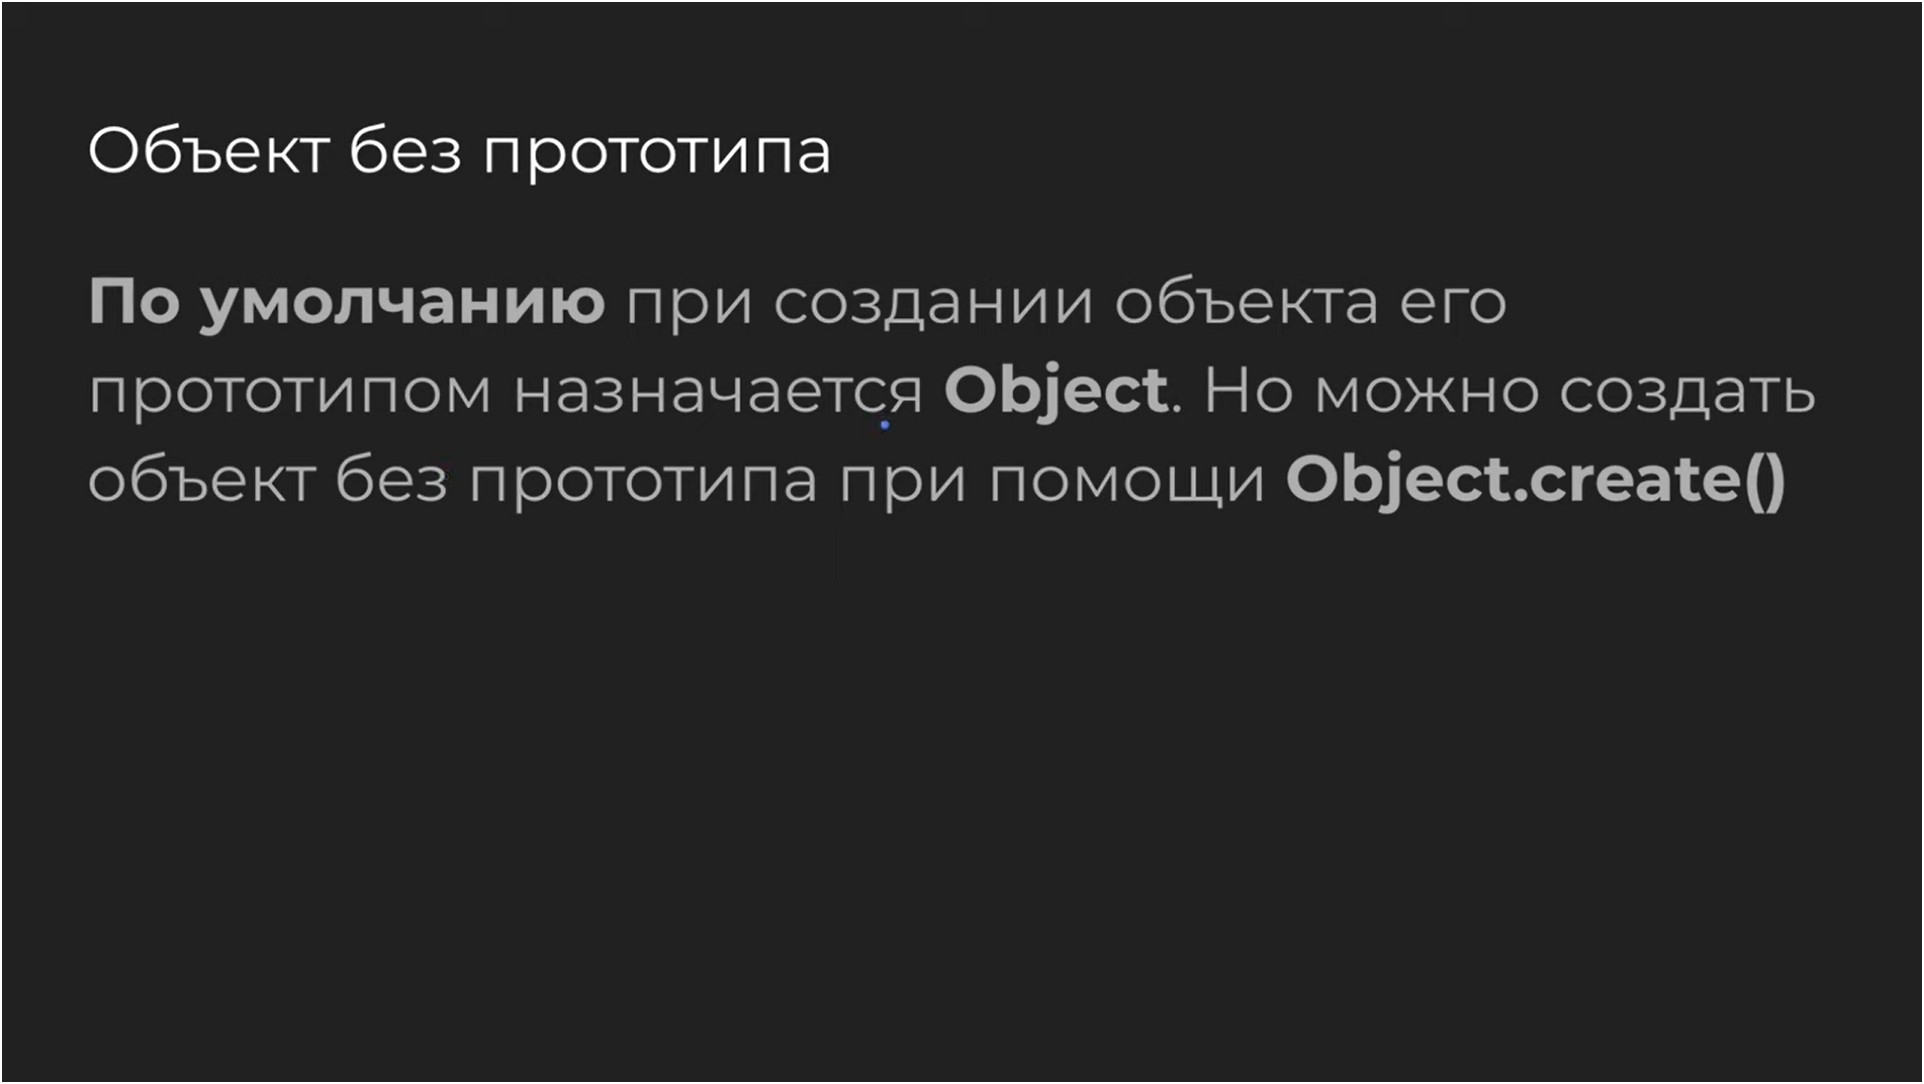 Объект без прототипа
По умолчанию при создании объекта его
прототипом назначается Object. Но можно создать
объект без прототипа при помощи Object.create()